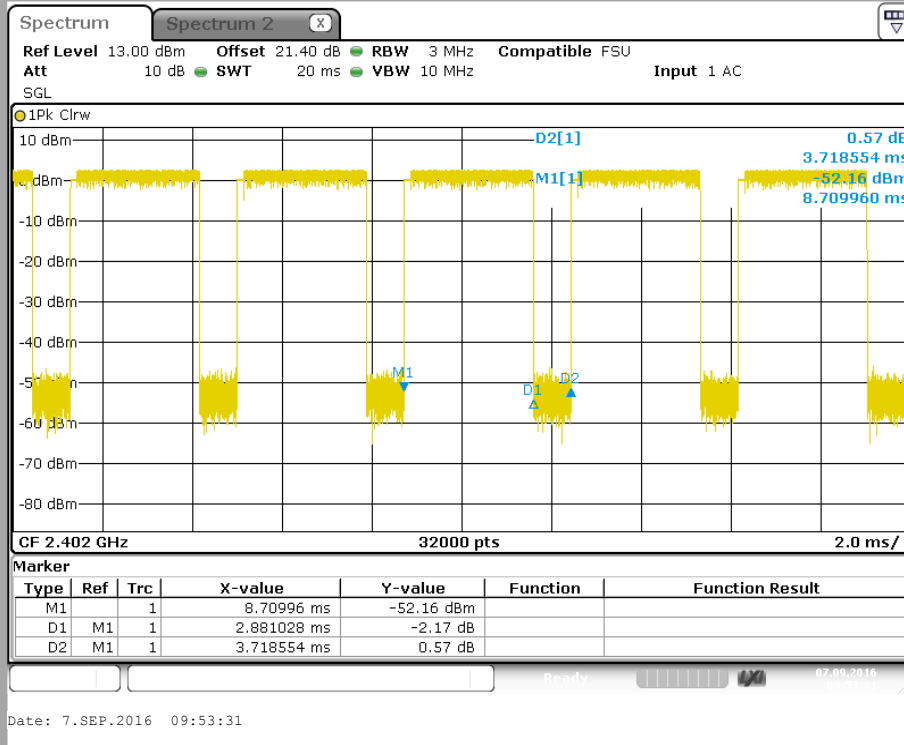 Spectrum Spectrum 2 X
Ref Level 13.00 dBm Offset 21.40 dB RBW 3 MHz Compatible FSU
Att 10 dB SWT 20 ms VBW 10 MHz Input 1 AC
SGL
1Pk Clrw
10 dBm D2[1] 0.57 dB
3.718554 ms
dBm M1[1] -52.16 dBm
8.709960 ms
-10 dBm
-20 dBm
-30 dBm
-40 dBm
M1
D1 D2
-60 dBm
-70 dBm
-80 dBm
CF 2.402 GHz 32000 pts 2.0 ms/
Marker
Type Ref Trc X-value Y-value Function Function Result
M1 1 8.70996 ms -52.16 dBm
D1 M1 1 2.881028 ms -2.17 dB
D2 M1 1 3.718554 ms 0.57 dB
Ready LXI 07.09.2016
Date: 7.SEP.2016 09:53:31